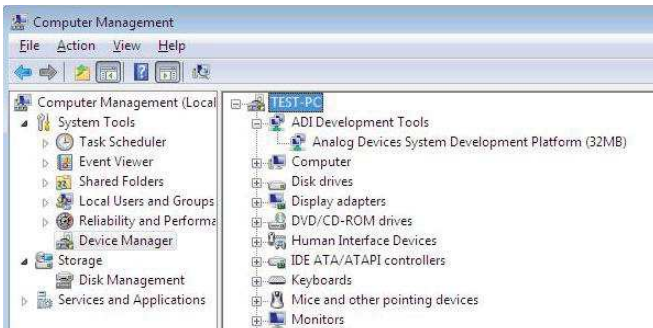 Computer Management
File Action View Help
Computer Management (Local
System Tools
Task Scheduler
Event Viewer
Shared Folders
Local Users and Groups
Reliability and Performa
Device Manager
Storage
Disk Management
Services and Applications
TEST-PC
ADI Development Tools
Analog Devices System Development Platform (32MB)
Computer
Disk drives
Display adapters
DVD/CD-ROM drives
Human Interface Devices
IDE ATA/ATAPI controllers
Keyboards
Mice and other pointing devices
Monitors